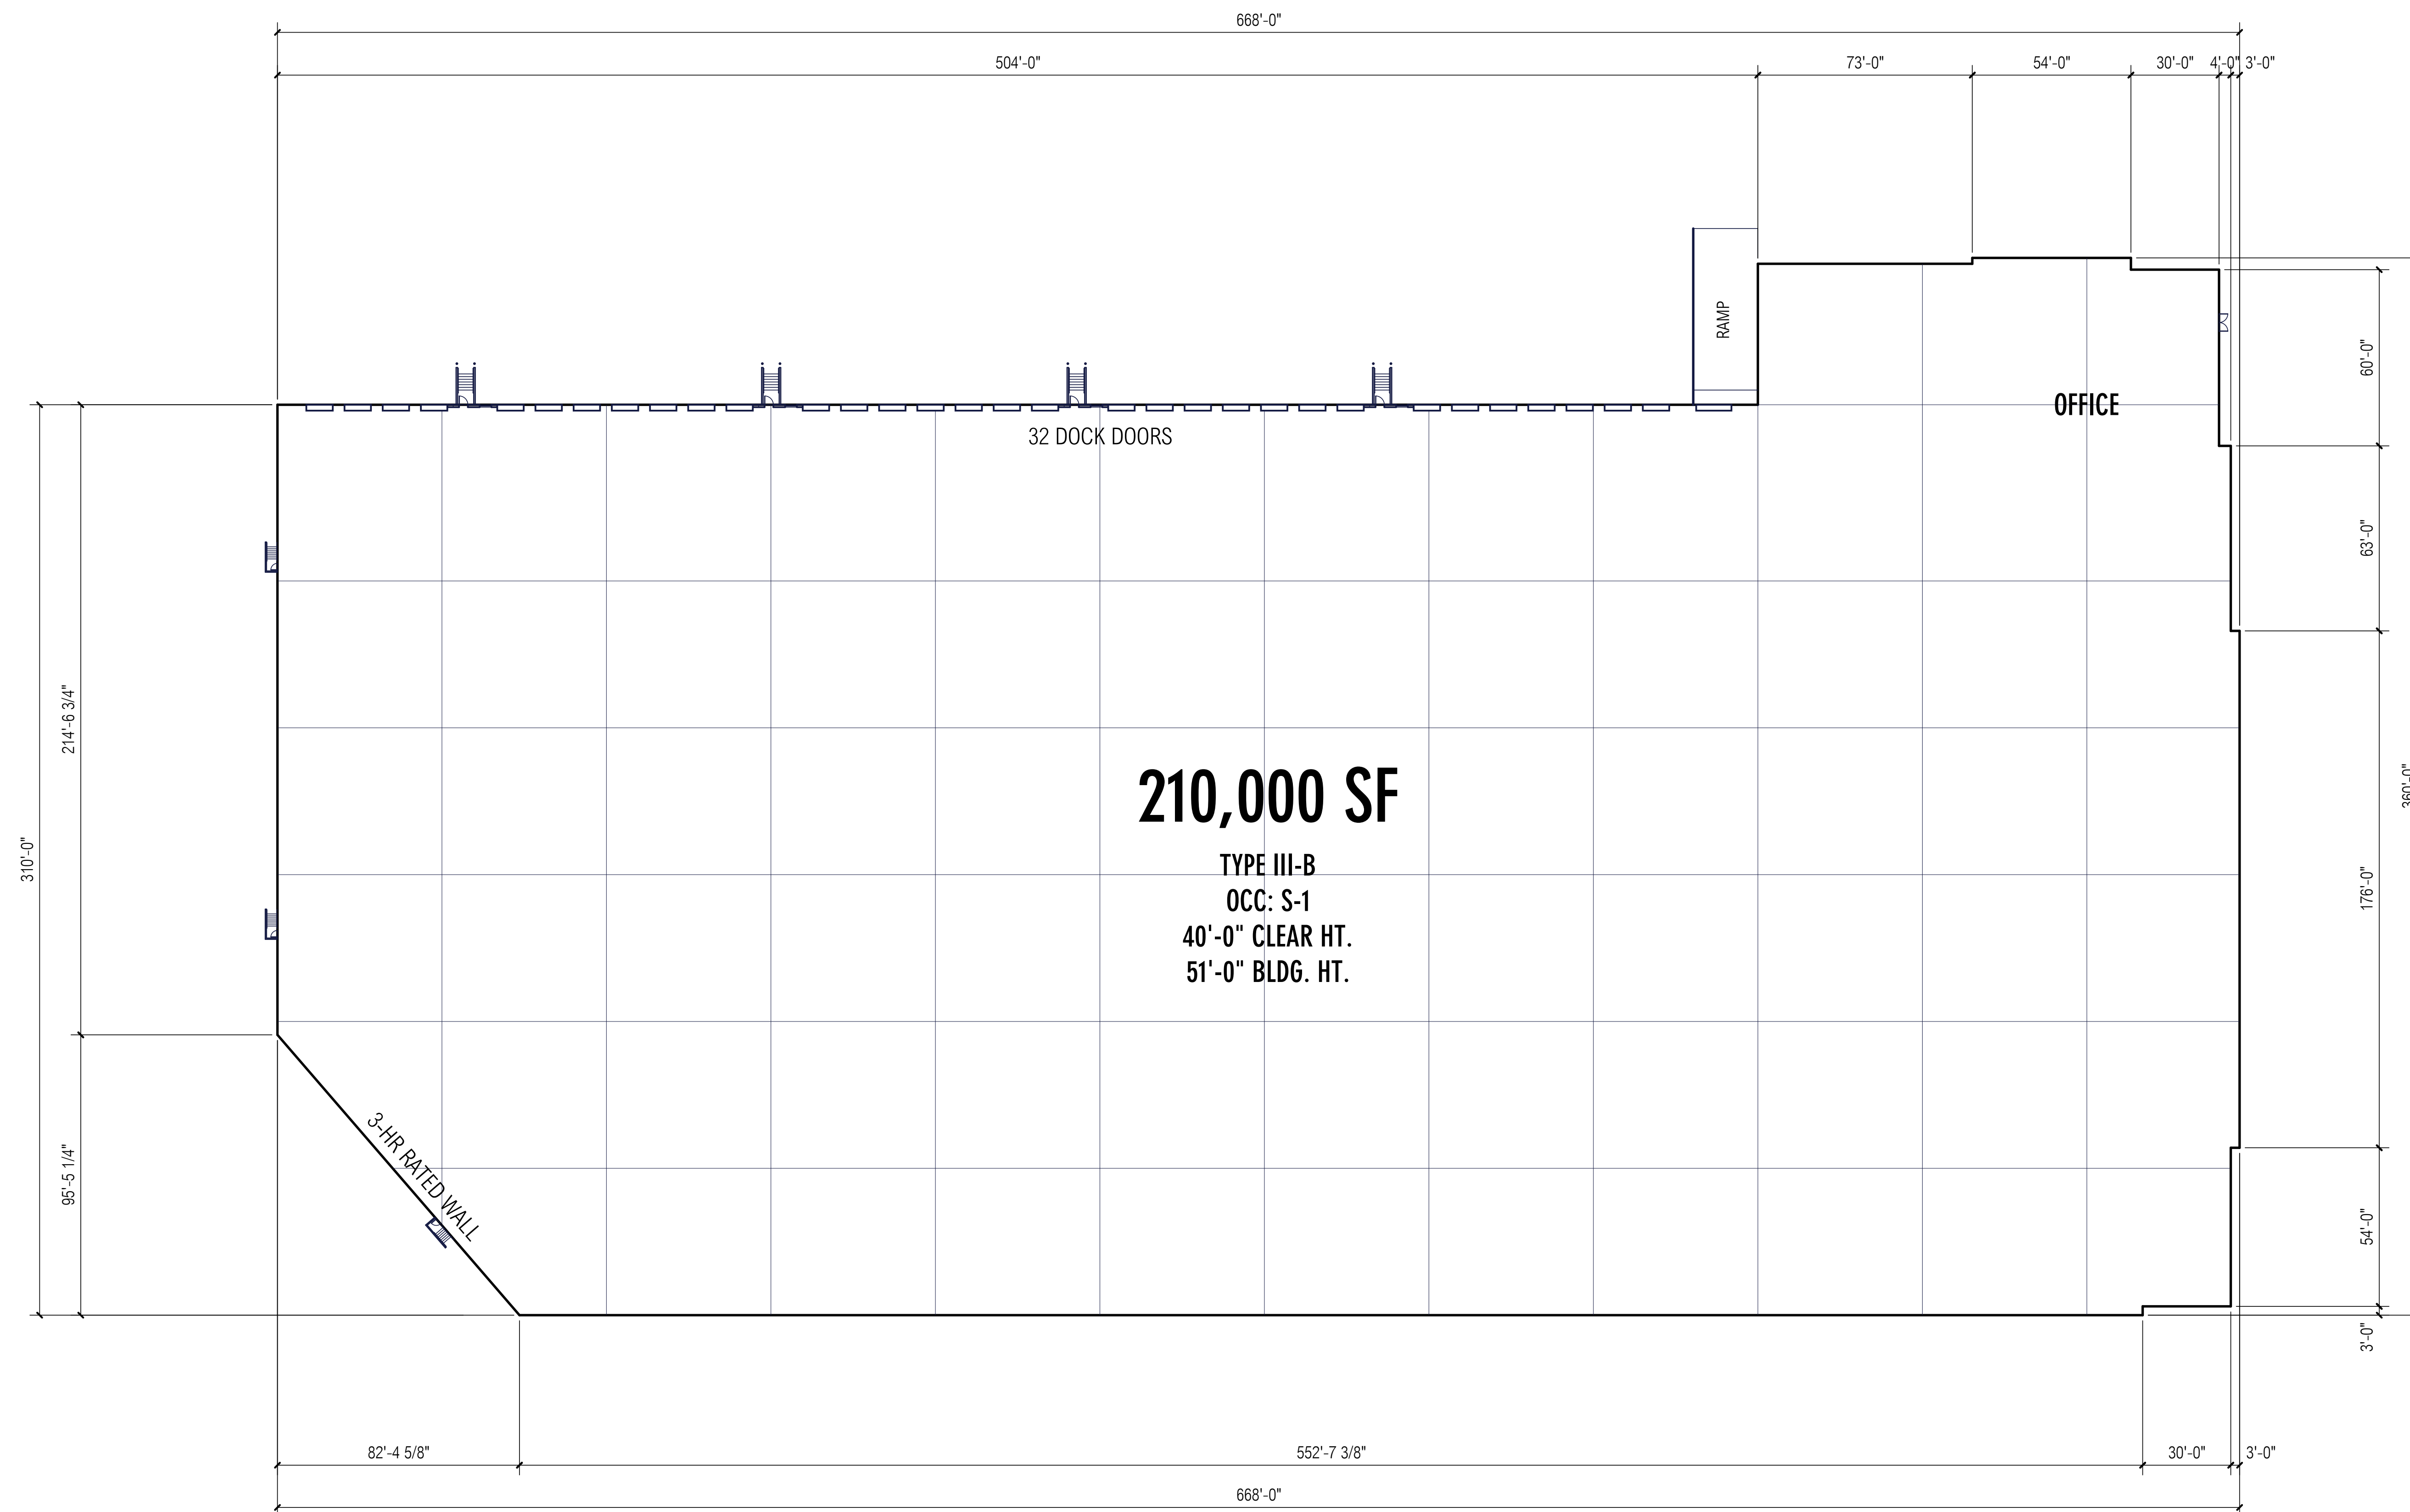 668'-0"
504'-0"
73'-0"
54'-0"
30'-0"
4'-0"
3'-0"
RAMP
60'-0"
OFFICE
32 DOCK DOORS
63'-0"
214'-6 3/4"
310'-0"
210,000 SF
360'-0"
TYPE III-B
OCC: S-1
40'-0" CLEAR HT.
51'-0" BLDG. HT.
176'-0"
3-HR RATED WALL
95'-5 1/4"
54'-0"
3'-0"
82'-4 5/8"
552'-7 3/8"
30'-0"
3'-0"
668'-0"